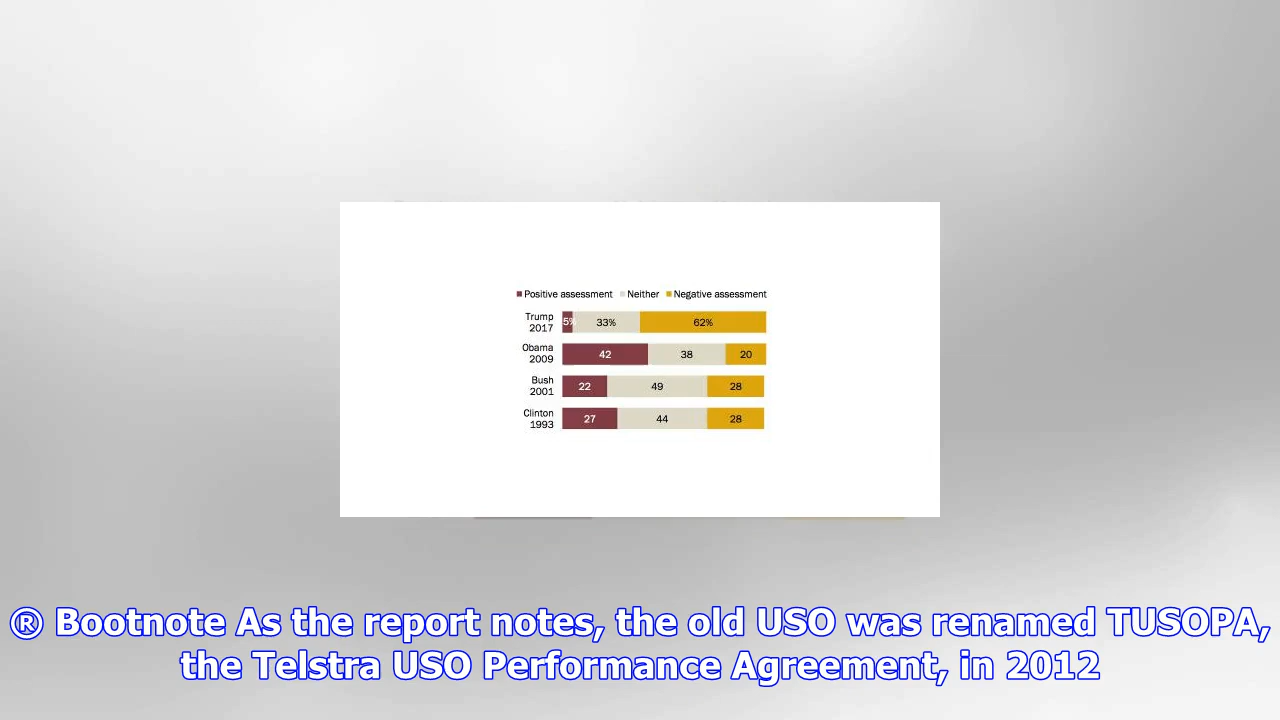 Positive assessment Neither Negative assessment
Trump 2017 5% 33% 62%
Obama 2009 42 38 20
Bush 2001 22 49 28
Clinton 1993 27 44 28
® Bootnote As the report notes, the old USO was renamed TUSOPA,
the Telstra USO Performance Agreement, in 2012